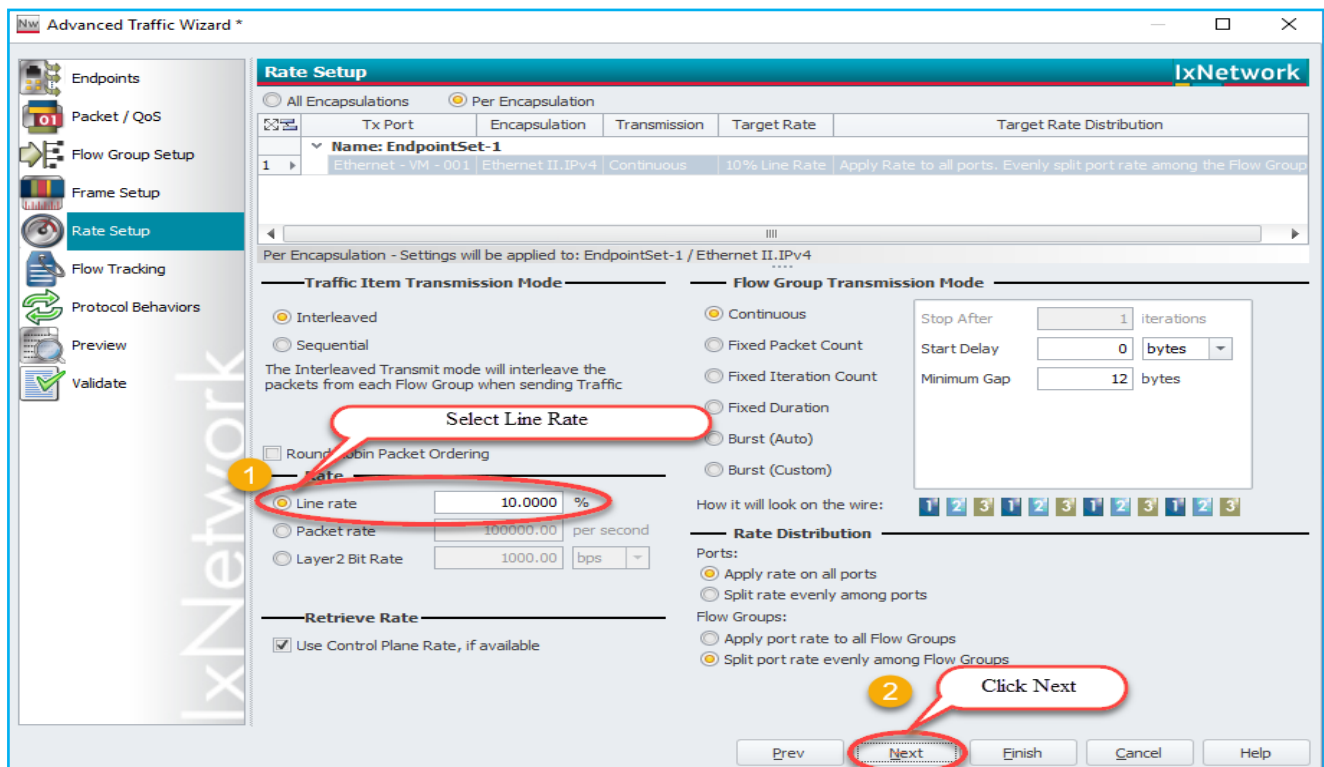 Nw Advanced Traffic Wizard *
Endpoints
Packet / QoS
Flow Group Setup
Frame Setup
Rate Setup
Flow Tracking
Protocol Behaviors
Preview
Validate
IxNetwork
Rate Setup
IxNetwork
All Encapsulations Per Encapsulation
Tx Port Encapsulation Transmission Target Rate Target Rate Distribution
Name: EndpointSet-1
1 Ethernet - VM - 001 Ethernet II.IPv4 Continuous 10% Line Rate Apply Rate to all ports. Evenly split port rate among the Flow Group
Per Encapsulation - Settings will be applied to: EndpointSet-1 / Ethernet II.IPv4
Traffic Item Transmission Mode
Interleaved
Sequential
The Interleaved Transmit mode will interleave the
packets from each Flow Group when sending Traffic
Select Line Rate
Round Robin Packet Ordering
1
Rate
Line rate 10.0000 %
Packet rate 100000.00 per second
Layer2 Bit Rate 1000.00 bps
Retrieve Rate
Use Control Plane Rate, if available
Flow Group Transmission Mode
Continuous
Fixed Packet Count
Fixed Iteration Count
Fixed Duration
Burst (Auto)
Burst (Custom)
Stop After 1 iterations
Start Delay 0 bytes
Minimum Gap 12 bytes
How it will look on the wire: 1 2 3 1 2 3 1 2 3 1 2 3
Rate Distribution
Ports:
Apply rate on all ports
Split rate evenly among ports
Flow Groups:
Apply port rate to all Flow Groups
Split port rate evenly among Flow Groups
2
Click Next
Prev Next Finish Cancel Help